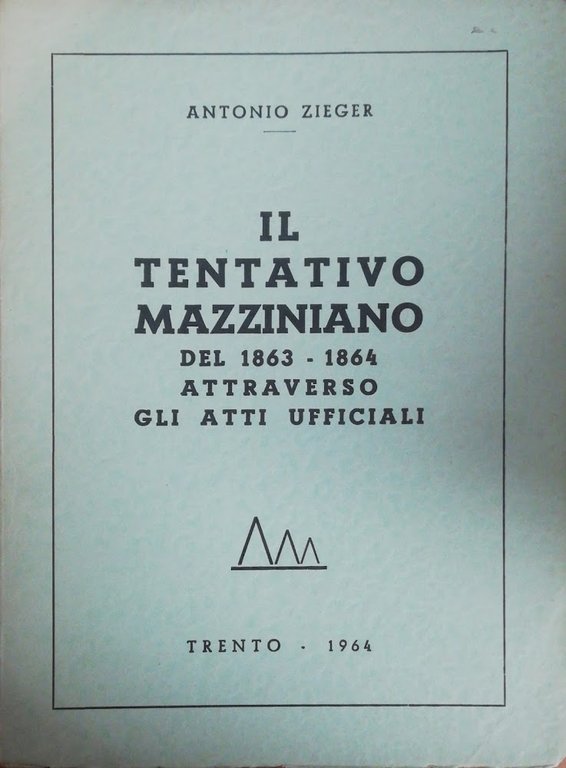 ANTONIO ZIEGER
IL
TENTATIVO
MAZZINIANO
DEL 1863 - 1864
ATTRAVERSO
GLI ATTI UFFICIALI
TRENTO - 1964